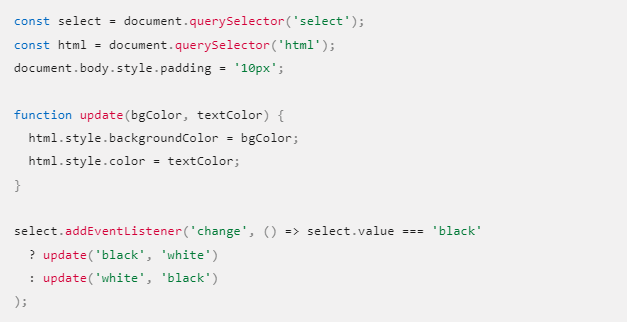 const select = document.querySelector('select');
const html = document.querySelector('html');
document.body.style.padding = '10px';

function update(bgColor, textColor) {
  html.style.backgroundColor = bgColor;
  html.style.color = textColor;
}

select.addEventListener('change', () => select.value === 'black'
  ? update('black', 'white')
  : update('white', 'black')
);